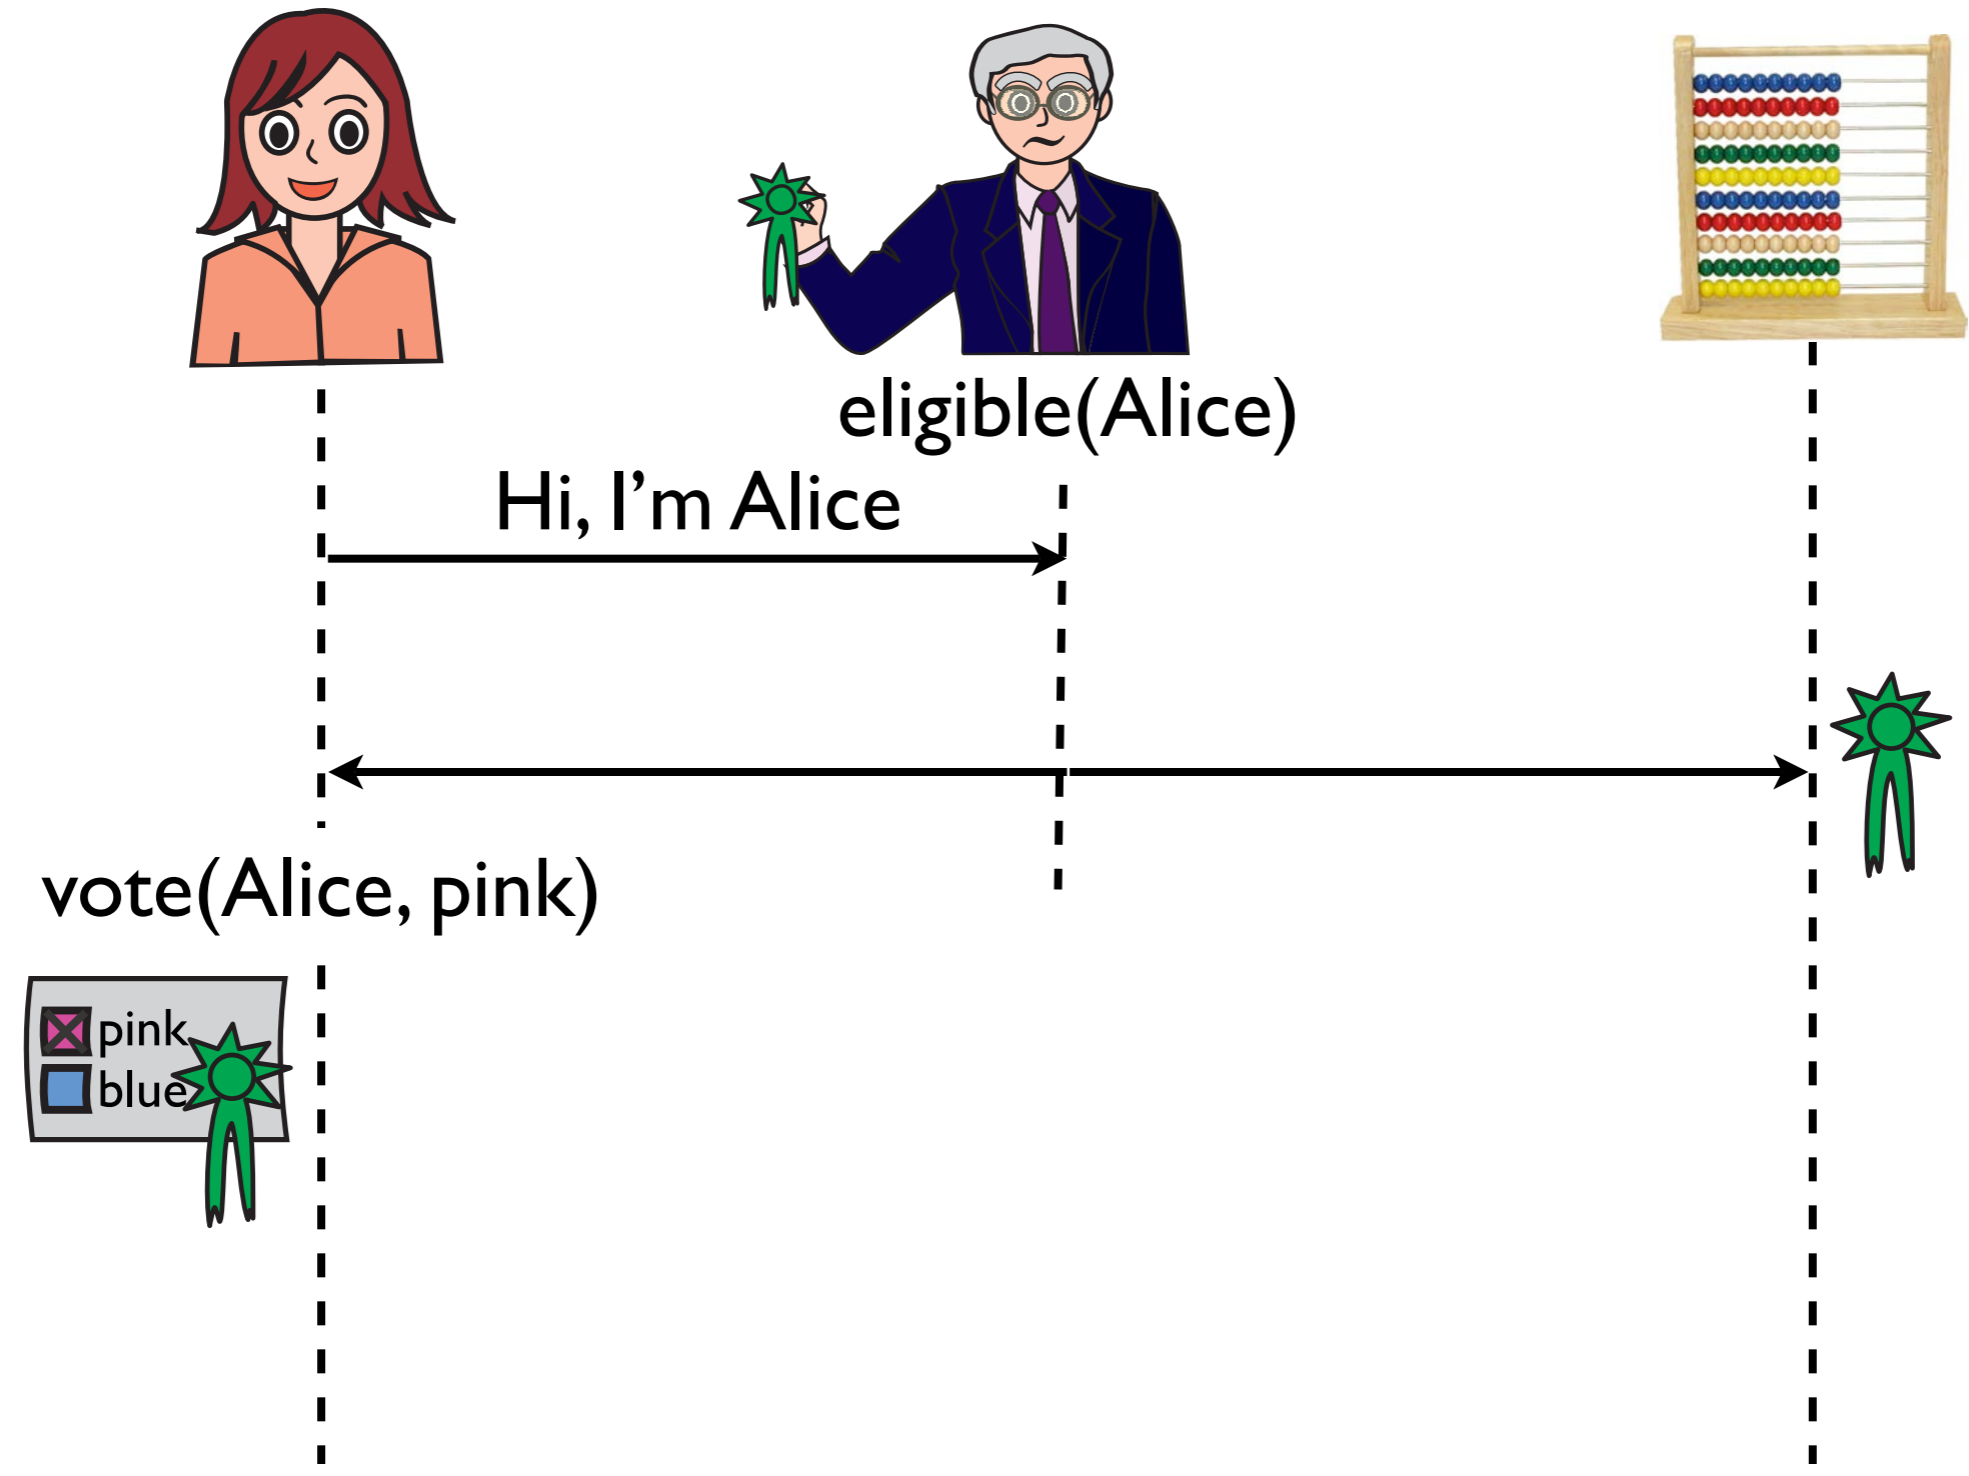 eligible(Alice)
Hi, I’m Alice
vote(Alice, pink)
pink
blue